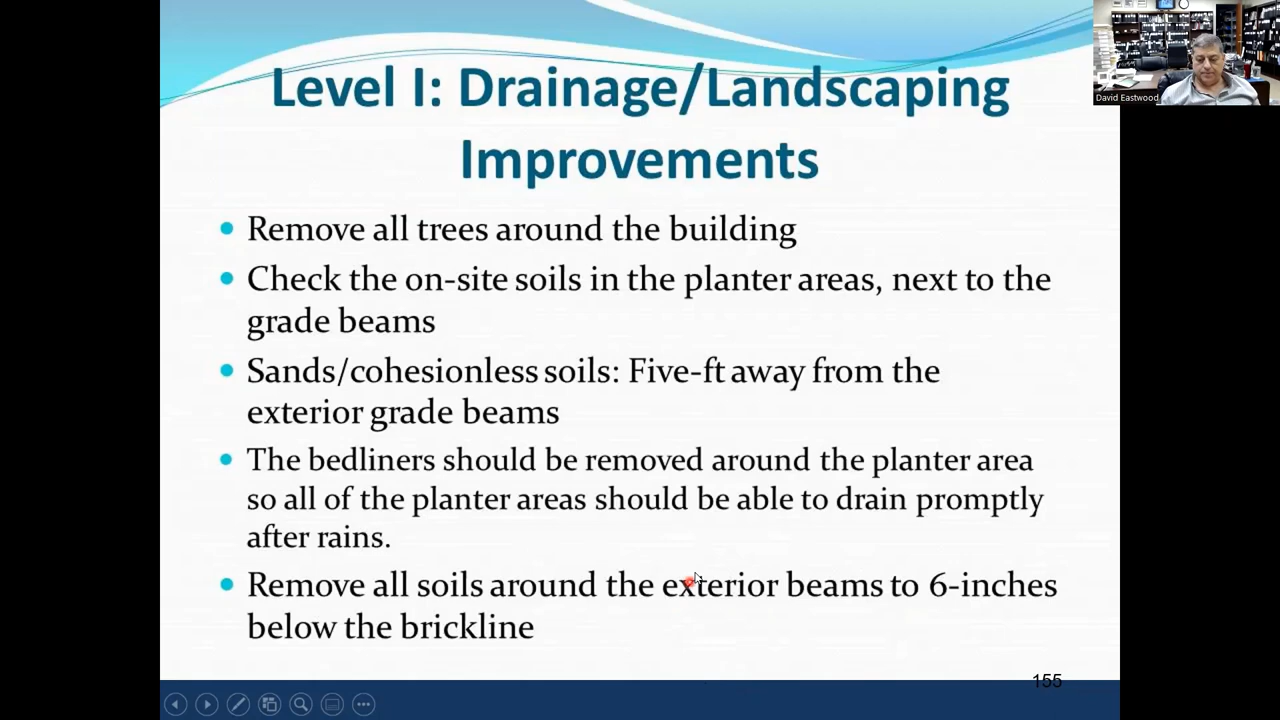 David Eastwood
Level I: Drainage/Landscaping
Improvements
Remove all trees around the building
Check the on-site soils in the planter areas, next to the
grade beams
Sands/cohesionless soils: Five-ft away from the
exterior grade beams
The bedliners should be removed around the planter area
so all of the planter areas should be able to drain promptly
after rains.
Remove all soils around the exterior beams to 6-inches
below the brickline
155